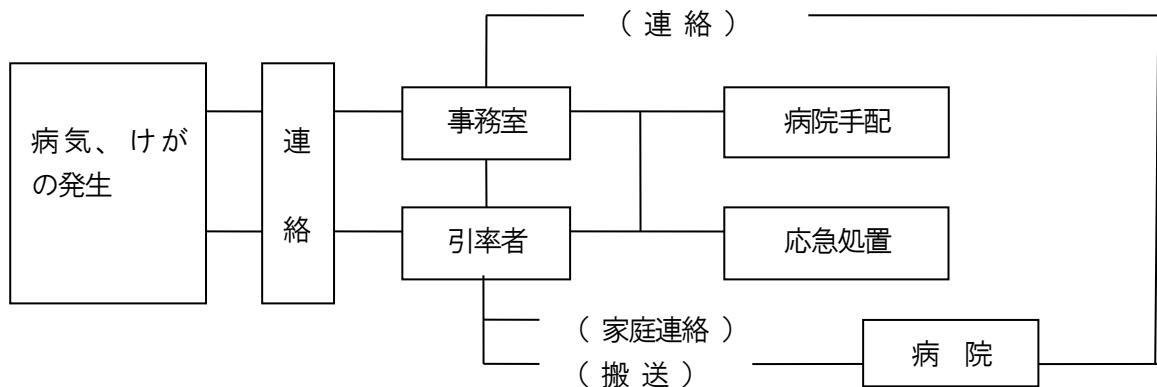 （ 連 絡 ）
病気、けが
の発生
連
絡
事務室
病院手配
引率者
応急処置
（ 家庭連絡 ）
（ 搬 送 ）
病　院